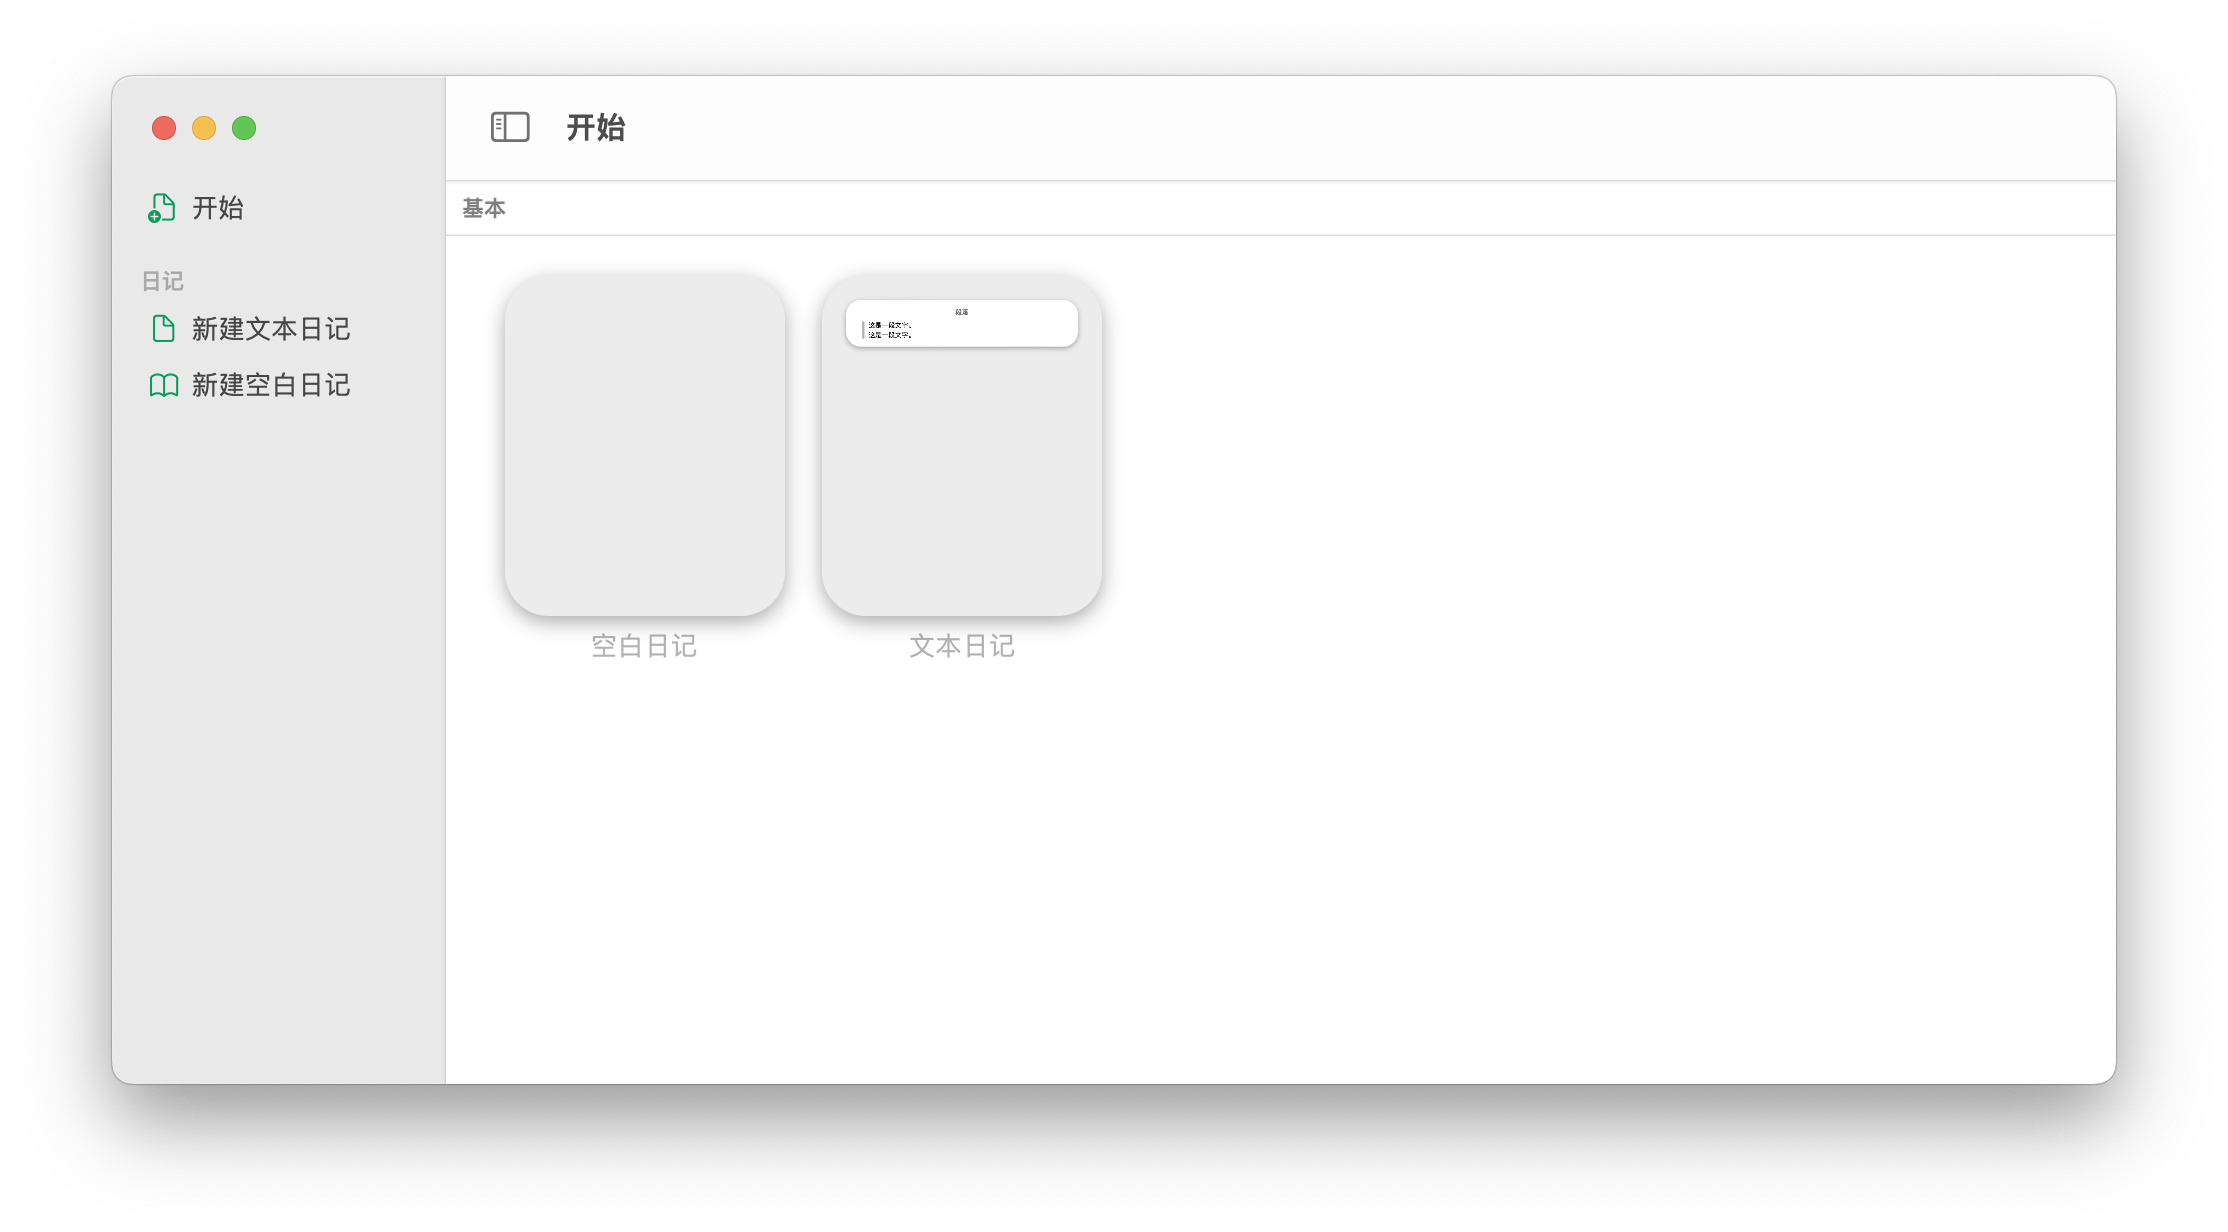 开始
日记
新建文本日记
新建空白日记
开始
基本
段落
这是一段文字。
这是一段文字。
空白日记
文本日记